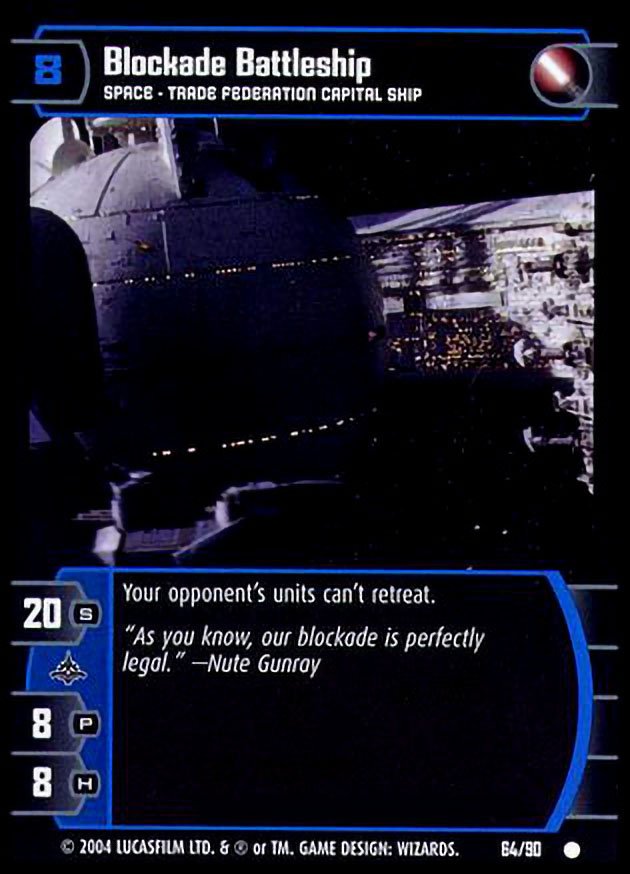 8
Blockade Battleship
SPACE - TRADE FEDERATION CAPITAL SHIP
20 S
Your opponent's units can't retreat.
"As you know, our blockade is perfectly
legal." —Nute Gunray
8 P
8 H
© 2004 LUCASFILM LTD. & ® or TM. GAME DESIGN: WIZARDS. 64/90